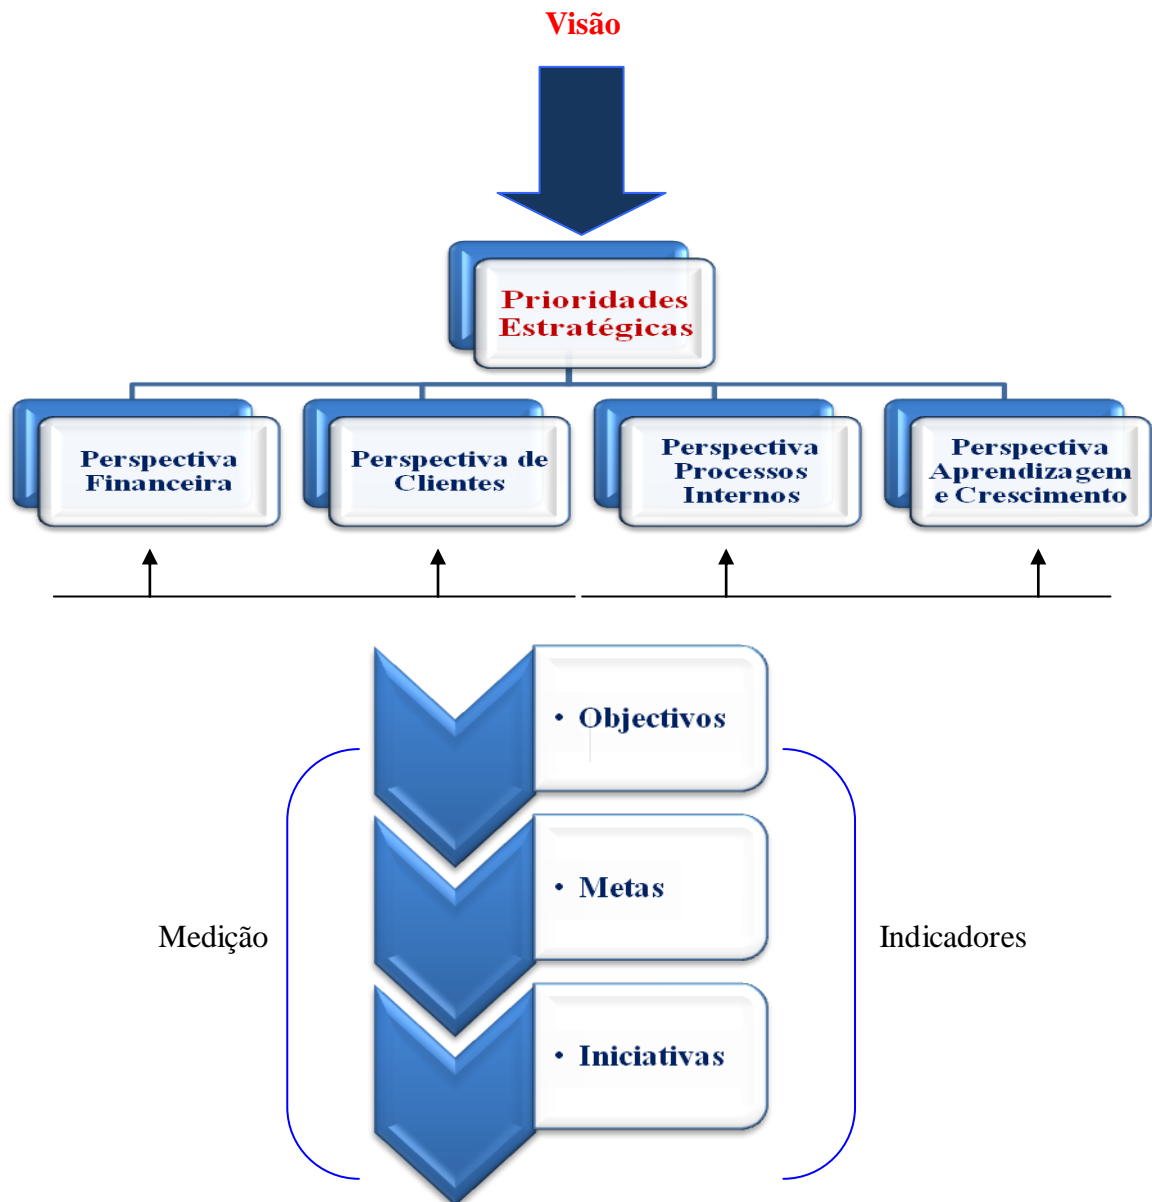 Visão
Prioridades
Estratégicas
Perspectiva
Financeira
Perspectiva de
Clientes
Perspectiva
Processos
Internos
Perspectiva
Aprendizagem
e Crescimento
• Objectivos
• Metas
Medição
Indicadores
• Iniciativas